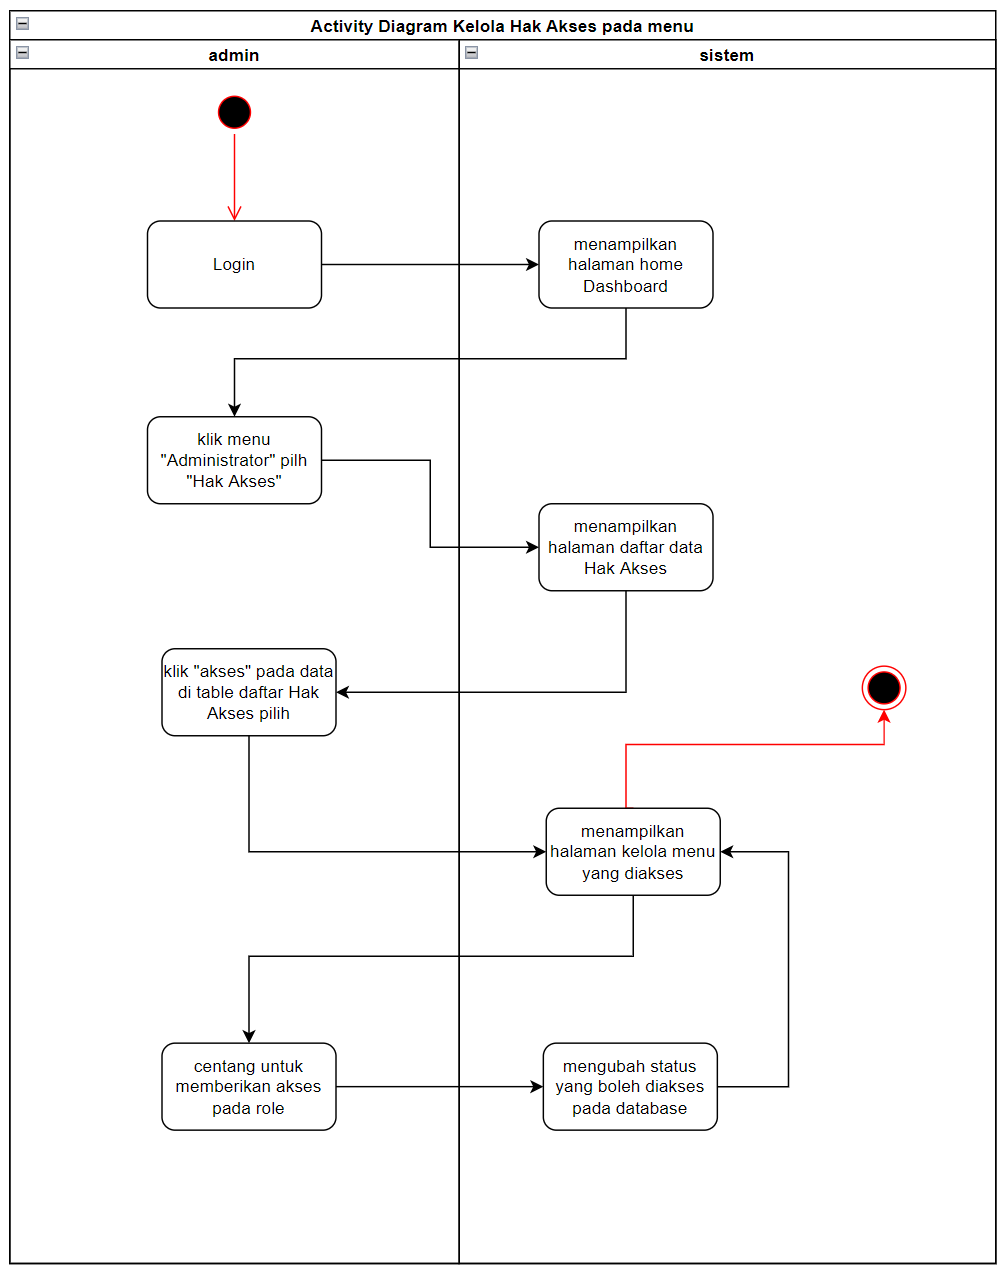 Activity Diagram Kelola Hak Akses pada menu
admin
sistem
Login
menampilkan
halaman home
Dashboard
klik menu
"Administrator" pilh
"Hak Akses"
menampilkan
halaman daftar data
Hak Akses
klik "akses" pada data
di table daftar Hak
Akses pilih
menampilkan
halaman kelola menu
yang diakses
centang untuk
memberikan akses
pada role
mengubah status
yang boleh diakses
pada database